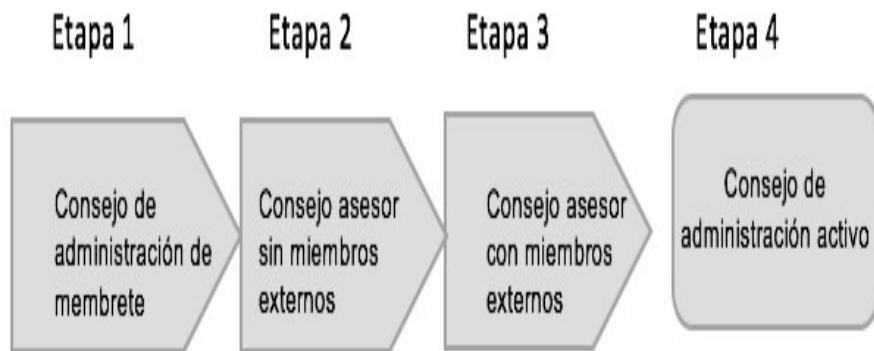 Etapa 1
Etapa 2
Etapa 3
Etapa 4
Consejo de
administración de
membrete
Consejo asesor
sin miembros
externos
Consejo asesor
con miembros
externos
Consejo de
administración activo